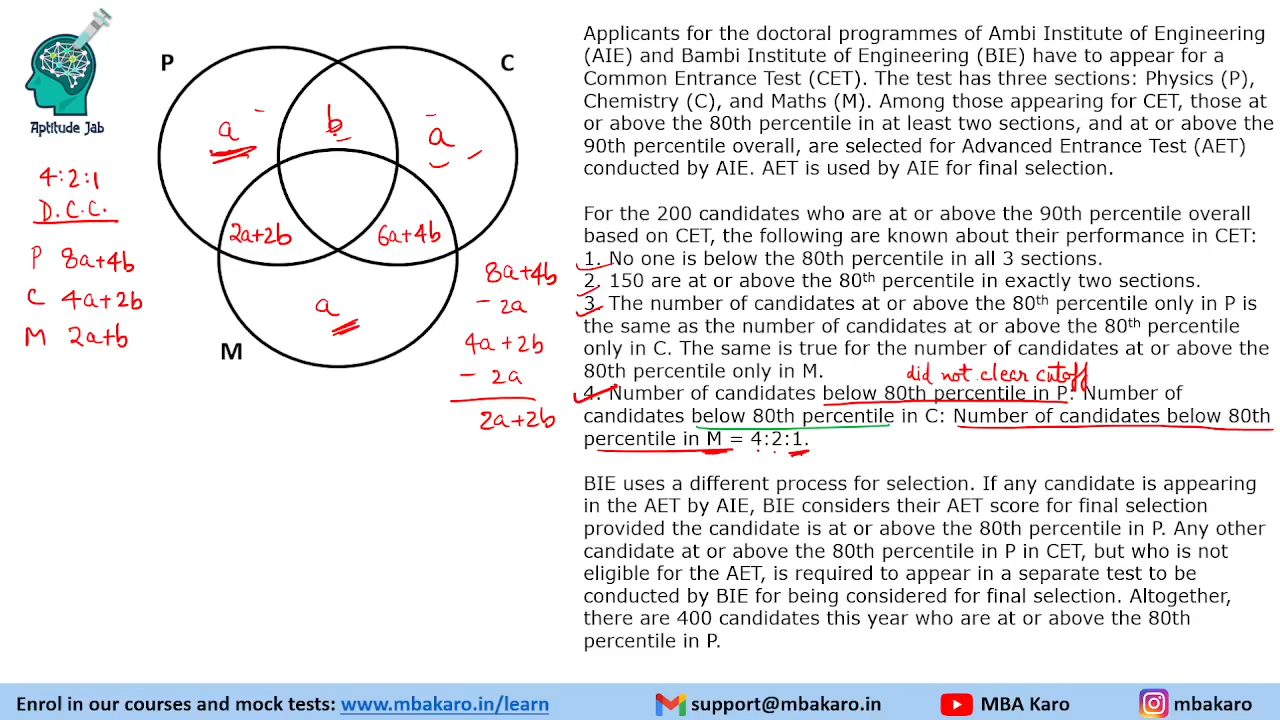 Aptitude Jab
4:2:1
D.C.C.
P 8a+4b
C 4a+2b
M 2a+b
P
C
M
a
b
a
2a+2b
6a+4b
a
8a+4b
- 2a
4a+2b
- 2a
2a+2b
Applicants for the doctoral programmes of Ambi Institute of Engineering
(AIE) and Bambi Institute of Engineering (BIE) have to appear for a
Common Entrance Test (CET). The test has three sections: Physics (P),
Chemistry (C), and Maths (M). Among those appearing for CET, those at
or above the 80th percentile in at least two sections, and at or above the
90th percentile overall, are selected for Advanced Entrance Test (AET)
conducted by AIE. AET is used by AIE for final selection.
For the 200 candidates who are at or above the 90th percentile overall
based on CET, the following are known about their performance in CET:
1. No one is below the 80th percentile in all 3 sections.
2. 150 are at or above the 80th percentile in exactly two sections.
3. The number of candidates at or above the 80th percentile only in P is
the same as the number of candidates at or above the 80th percentile
only in C. The same is true for the number of candidates at or above the
80th percentile only in M.
did not clear cutoff
4. Number of candidates below 80th percentile in P: Number of
candidates below 80th percentile in C: Number of candidates below 80th
percentile in M = 4:2:1.
BIE uses a different process for selection. If any candidate is appearing
in the AET by AIE, BIE considers their AET score for final selection
provided the candidate is at or above the 80th percentile in P. Any other
candidate at or above the 80th percentile in P in CET, but who is not
eligible for the AET, is required to appear in a separate test to be
conducted by BIE for being considered for final selection. Altogether,
there are 400 candidates this year who are at or above the 80th
percentile in P.
Enrol in our courses and mock tests: www.mbakaro.in/learn
support@mbakaro.in
MBA Karo
mbakaro